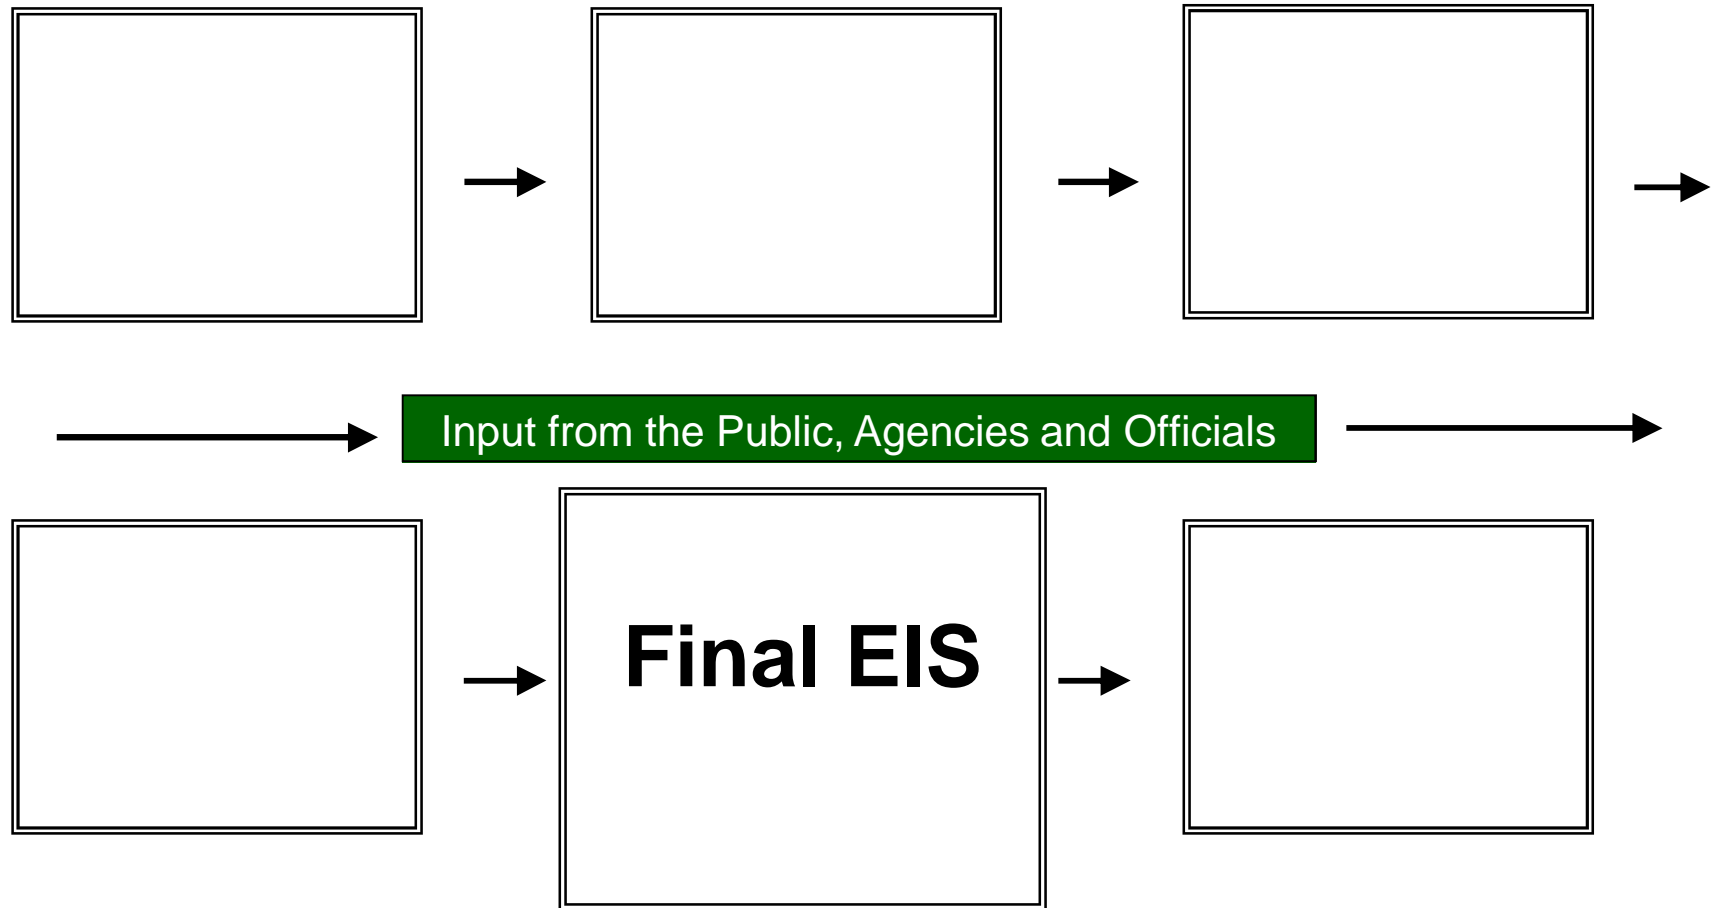 Input from the Public, Agencies and Officials
Final EIS